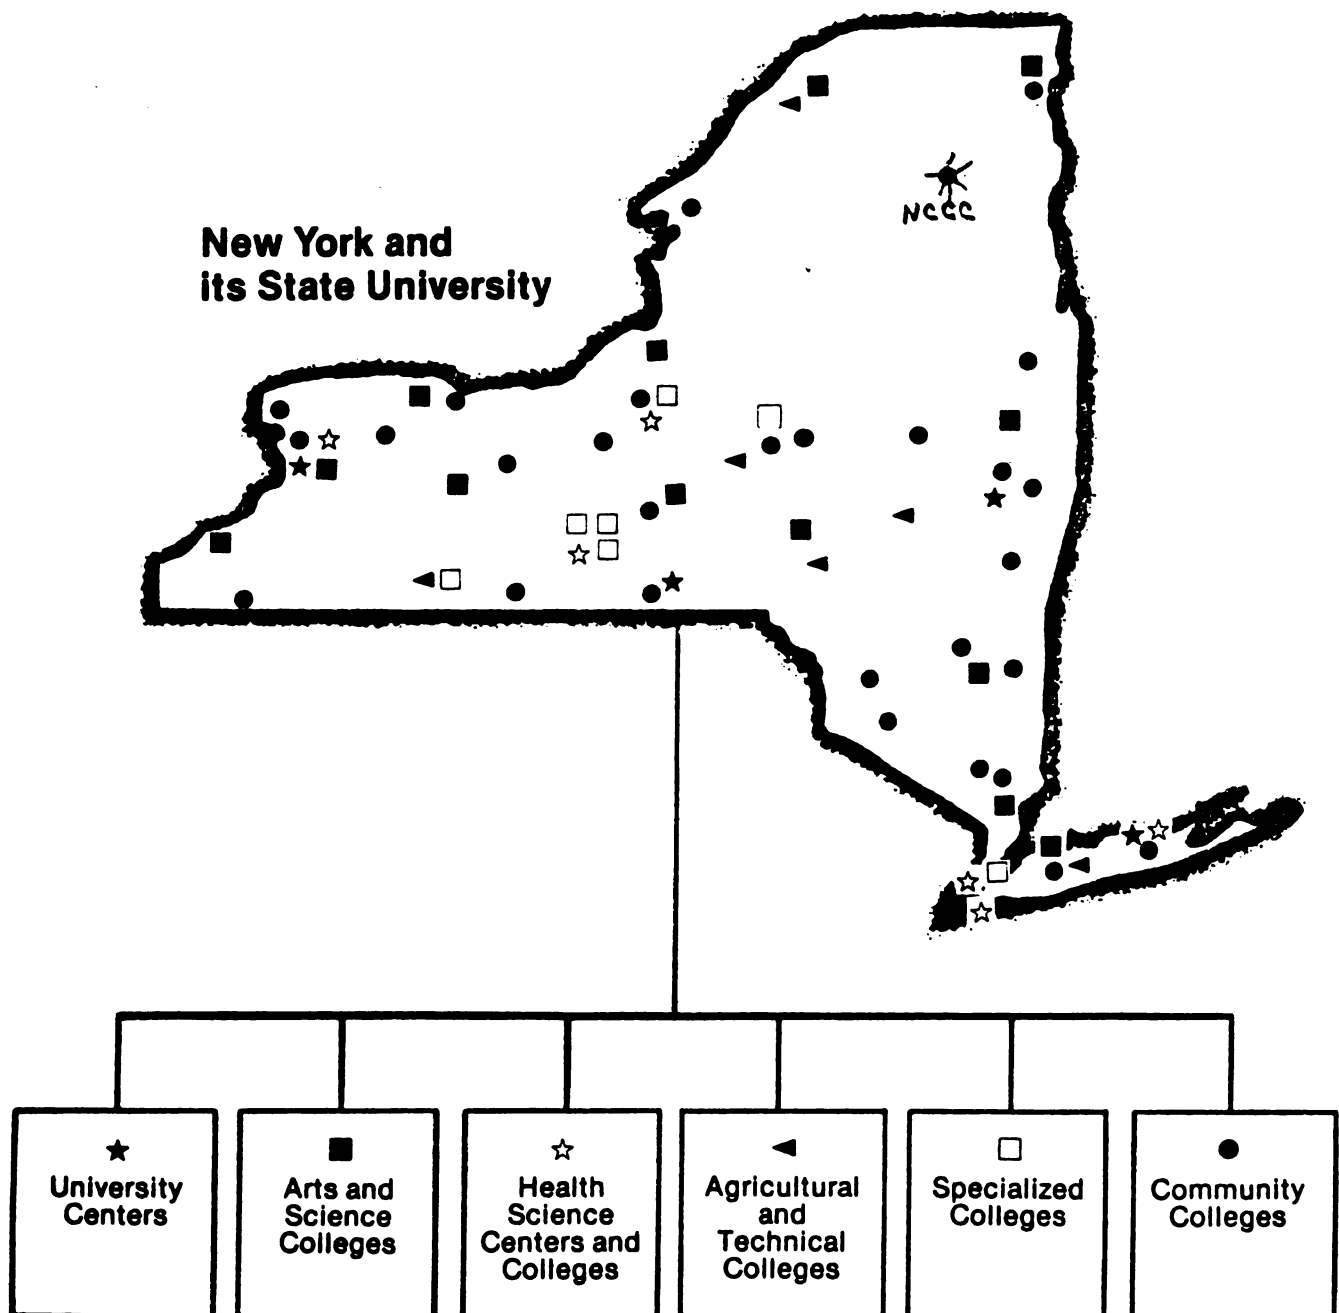 NCCC
New York and
its State University
University
Centers
Arts and
Science
Colleges
Health
Science
Centers and
Colleges
Agricultural
and
Technical
Colleges
Specialized
Colleges
Community
Colleges